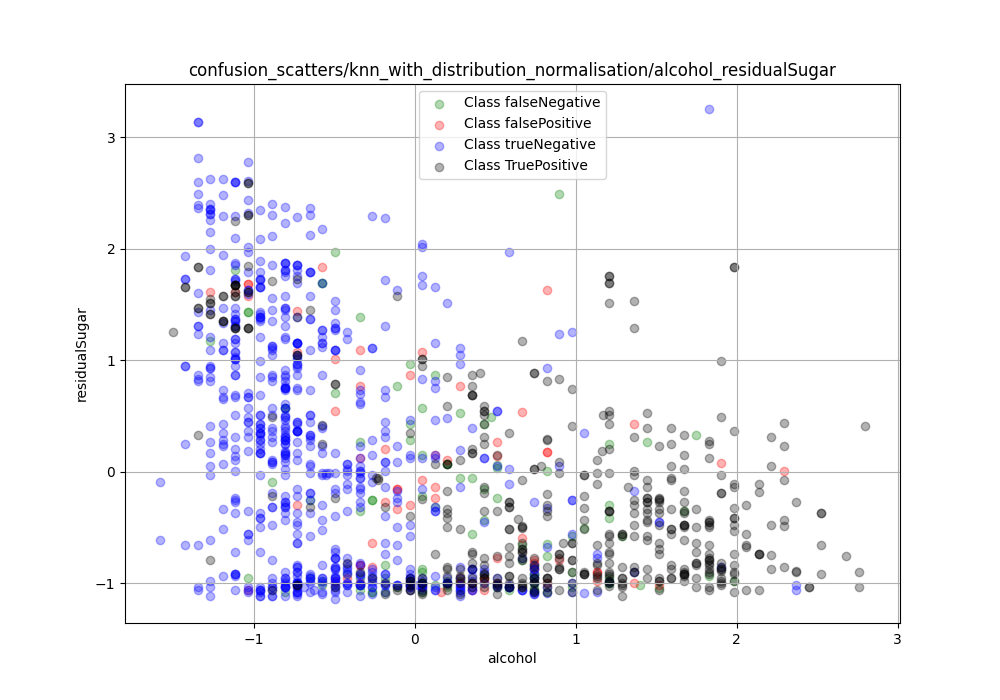 confusion_scatters/knn_with_distribution_normalisation/alcohol_residualSugar
Class falseNegative
Class falsePositive
Class trueNegative
Class TruePositive
3
2
1
0
−1
residualSugar
−1
0
1
2
3
alcohol